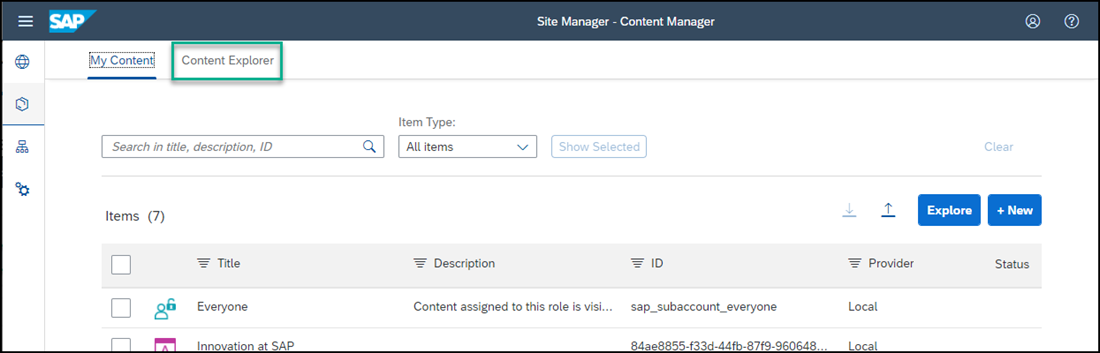 SAP Site Manager - Content Manager
My Content Content Explorer
Item Type:
Search in title, description, ID All items Show Selected Clear
Items (7) Explore + New
Title Description ID Provider Status
Everyone Content assigned to this role is visi... sap_subaccount_everyone Local
Innovation at SAP 84ae8855-f33d-44fb-87f9-960648... Local